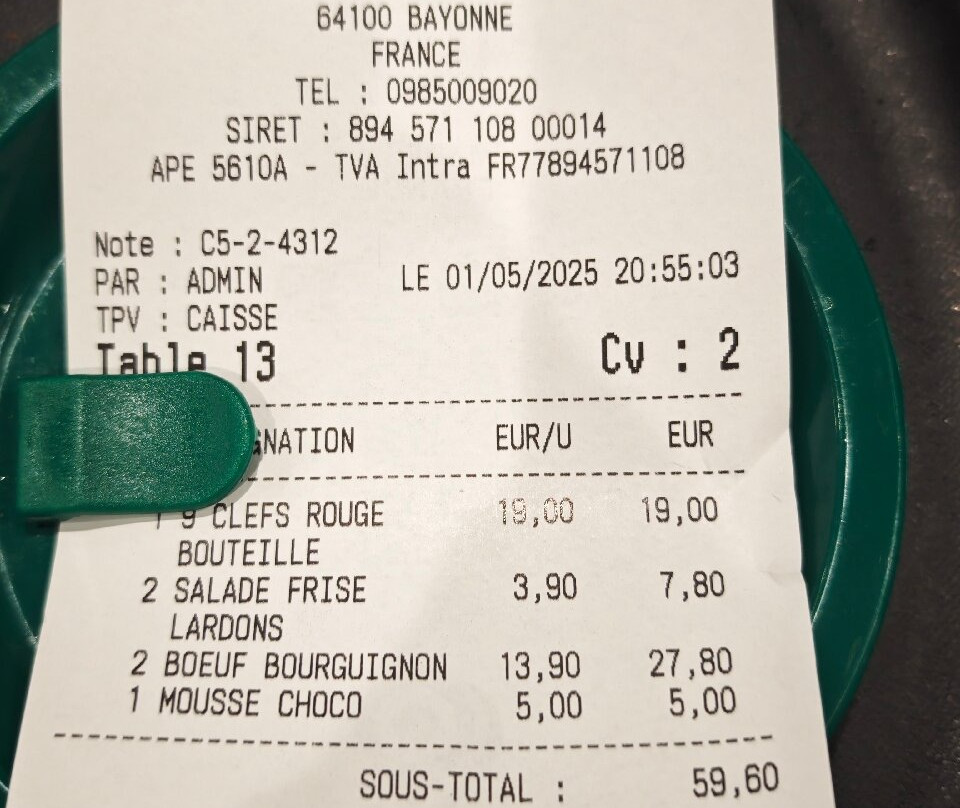 64100 BAYONNE
FRANCE
TEL : 0985009020
SIRET : 894 571 108 00014
APE 5610A - TVA Intra FR77894571108
Note : C5-2-4312
PAR : ADMIN LE 01/05/2025 20:55:03
TPV : CAISSE
Table 13 Cv : 2
GNATION EUR/U EUR
1 9 CLEFS ROUGE 19,00 19,00
BOUTEILLE
2 SALADE FRISE 3,90 7,80
LARDONS
2 BOEUF BOURGUIGNON 13,90 27,80
1 MOUSSE CHOCO 5,00 5,00
SOUS-TOTAL : 59,60